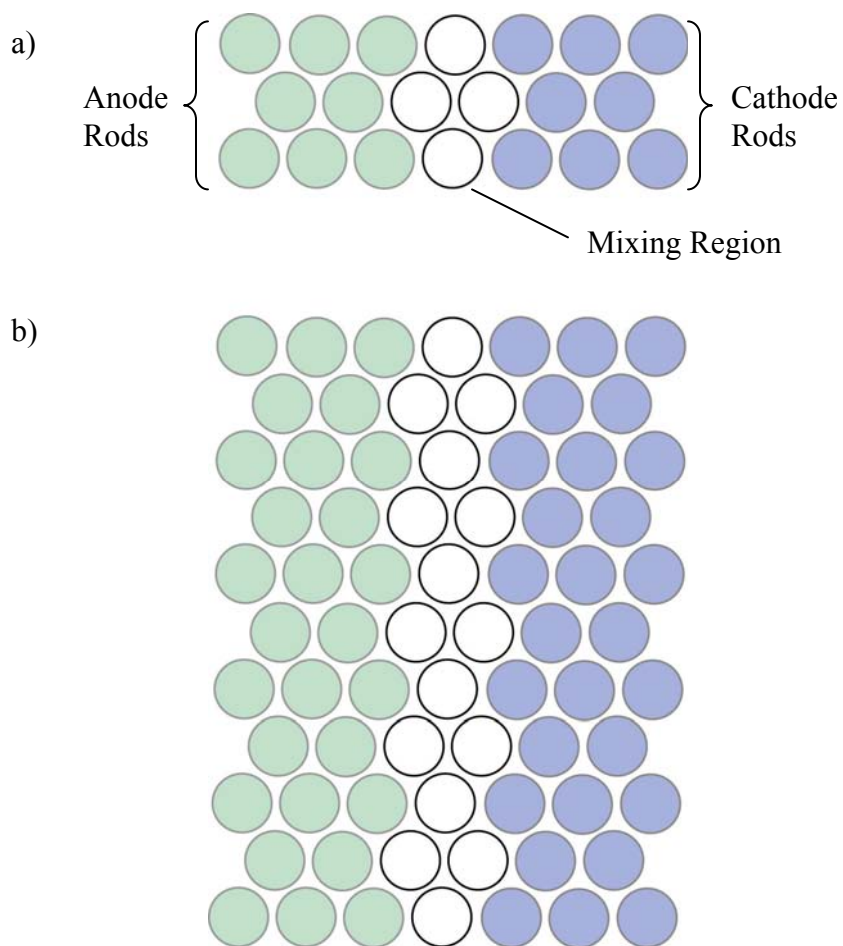 a)
Anode
Rods
Cathode
Rods
Mixing Region
b)